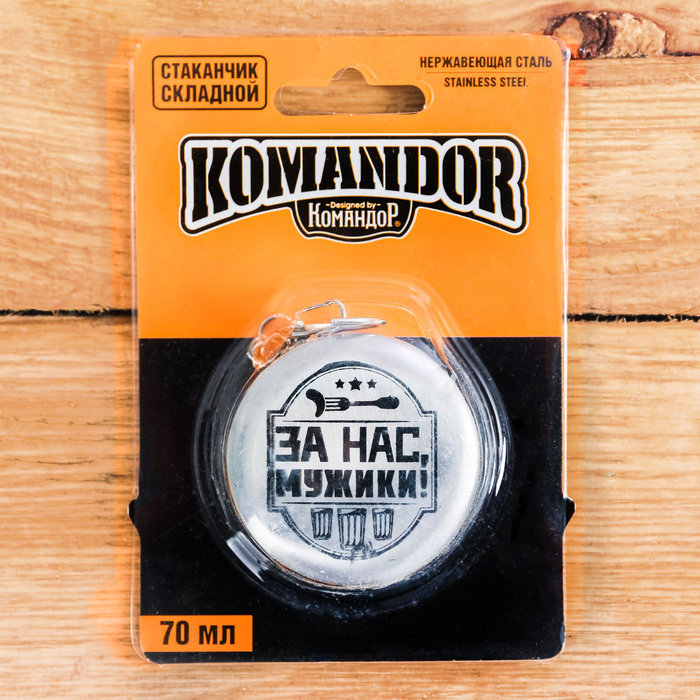 СТАКАНЧИК
СКЛАДНОЙ
НЕРЖАВЕЮЩАЯ СТАЛЬ
STAINLESS STEEL
KOMANDOR
-Designed by-
КОМАНДОР®
ЗА НАС,
МУЖИКИ!
70 МЛ